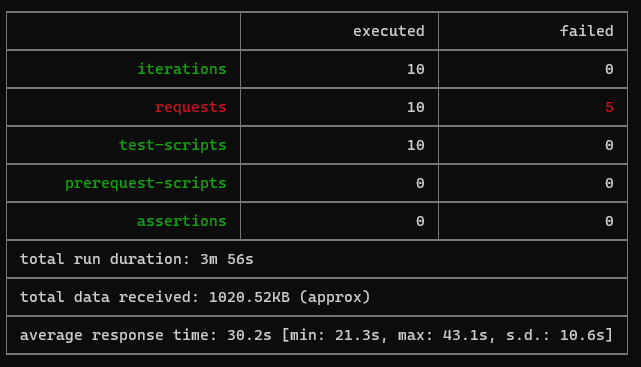 executed failed
iterations 10 0
requests 10 5
test-scripts 10 0
prerequest-scripts 0 0
assertions 0 0
total run duration: 3m 56s
total data received: 1020.52KB (approx)
average response time: 30.2s [min: 21.3s, max: 43.1s, s.d.: 10.6s]